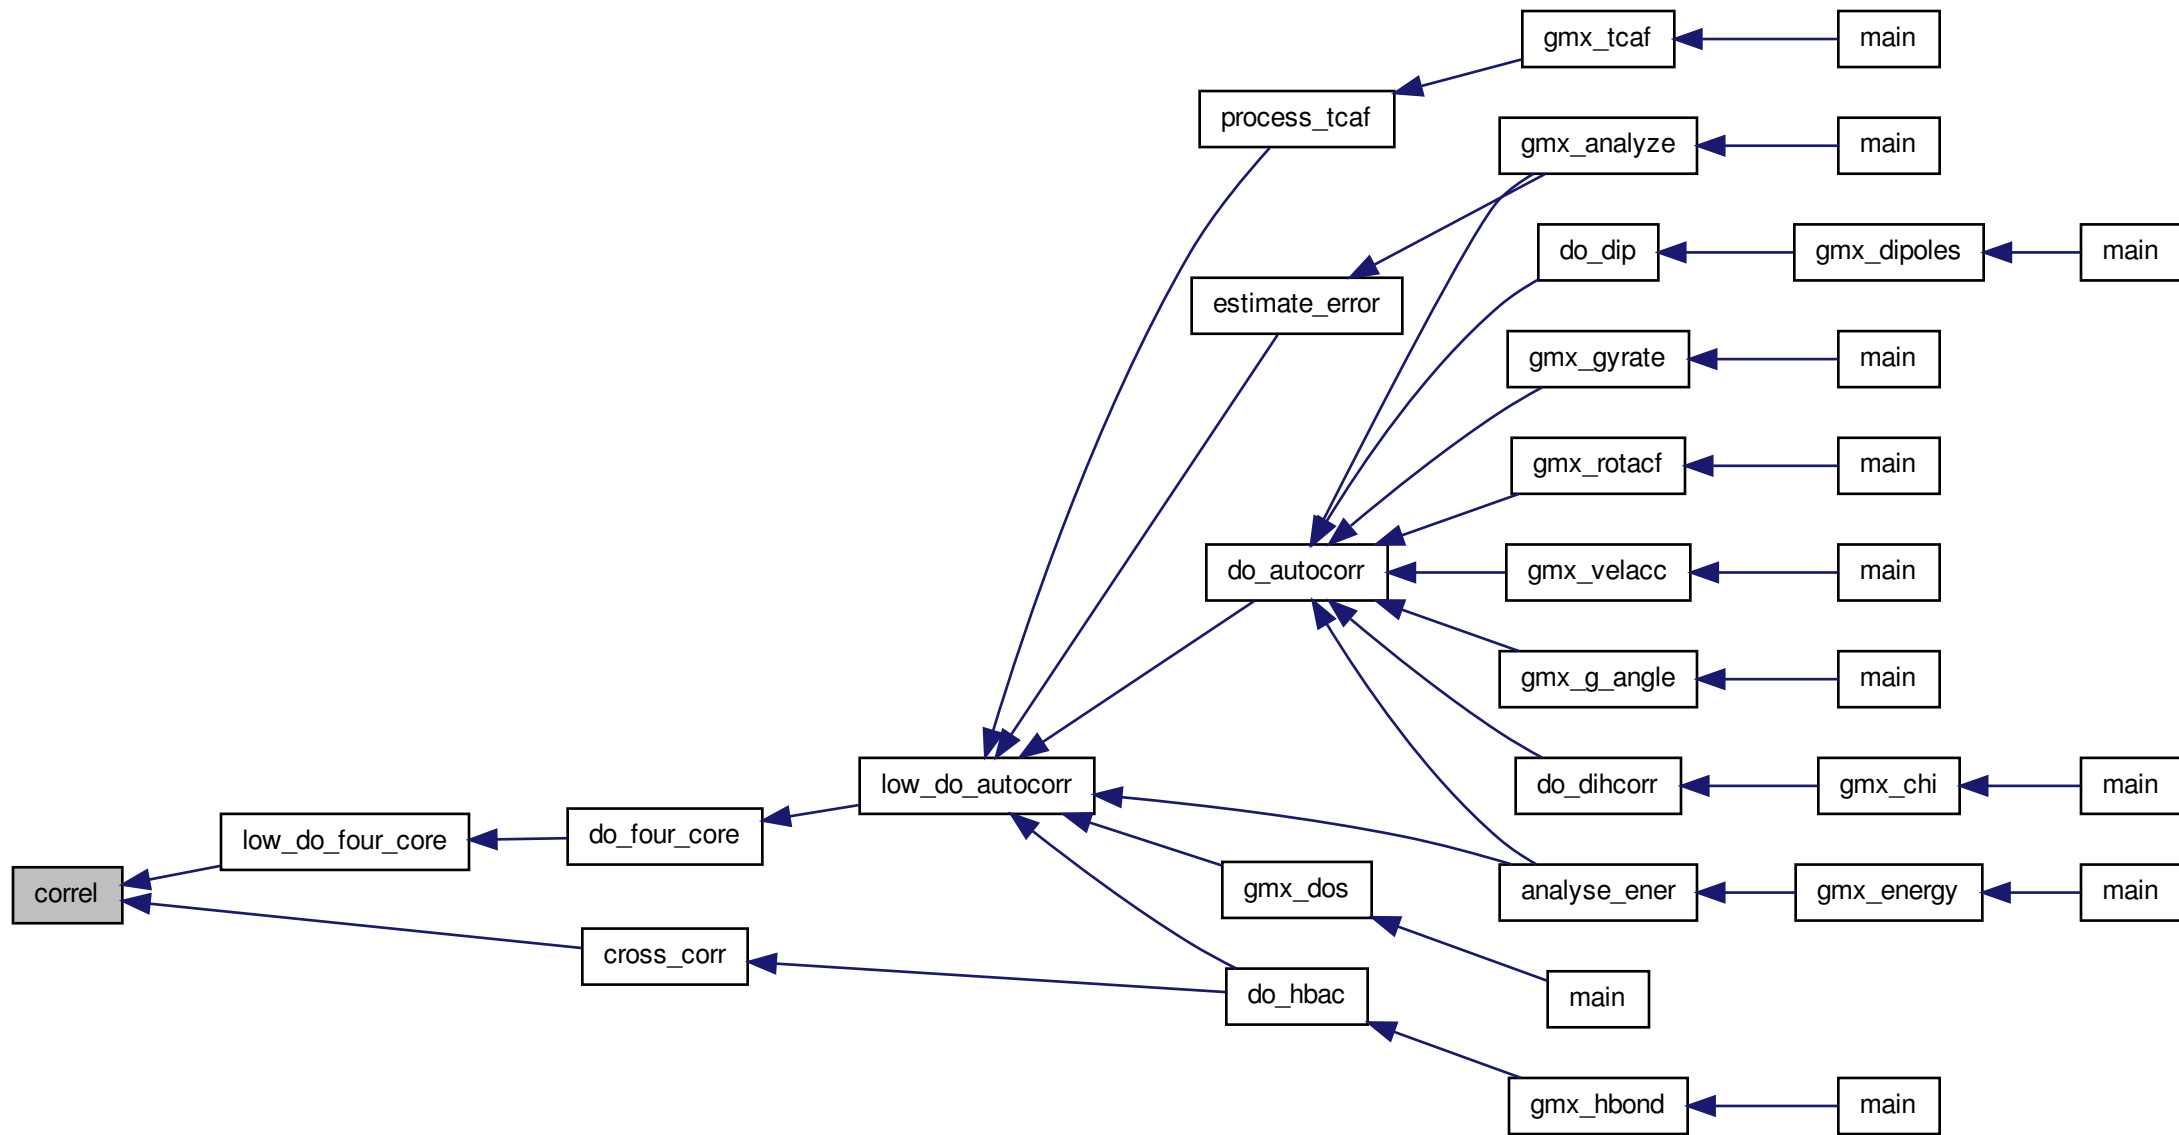 gmx_tcaf
main
process_tcaf
gmx_analyze
main
do_dip
gmx_dipoles
main
estimate_error
gmx_gyrate
main
gmx_rotacf
main
do_autocorr
gmx_velacc
main
gmx_g_angle
main
low_do_autocorr
do_dihcorr
gmx_chi
main
low_do_four_core
do_four_core
correl
gmx_dos
analyse_ener
gmx_energy
main
cross_corr
do_hbac
main
gmx_hbond
main